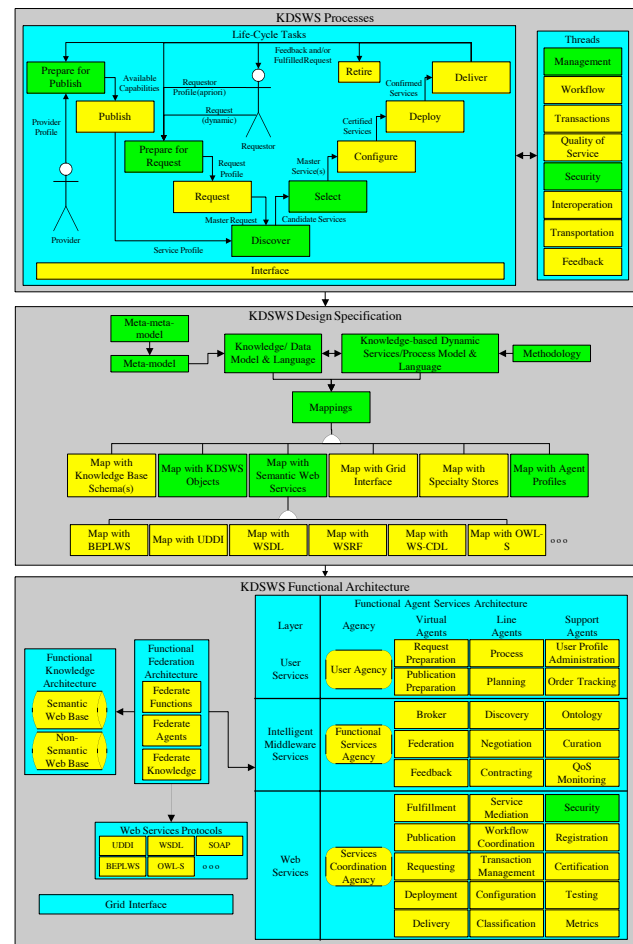 KDSWS Processes
Life-Cycle Tasks
Prepare for
Publish
Available
Capabilities
Publish
Provider
Profile
Provider
Feedback and/or
FulfilledRequest
Requestor
Profile(apriori)
Request
(dynamic)
Requestor
Prepare for
Request
Request
Profile
Request
Master Request
Service Profile
Discover
Candidate Services
Select
Master
Service(s)
Configure
Certified
Services
Deploy
Confirmed
Services
Deliver
Retire
Interface
Threads
Management
Workflow
Transactions
Quality of
Service
Security
Interoperation
Transportation
Feedback
KDSWS Design Specification
Meta-meta-
model
Meta-model
Knowledge/ Data
Model & Language
Knowledge-based Dynamic
Services/Process Model &
Language
Methodology
Mappings
Map with
Knowledge Base
Schema(s)
Map with KDSWS
Objects
Map with
Semantic Web
Services
Map with Grid
Interface
Map with
Specialty Stores
Map with Agent
Profiles
Map with
BEPLWS
Map with UDDI
Map with
WSDL
Map with
WSRF
Map with
WS-CDL
Map with OWL-
S
o o o
KDSWS Functional Architecture
Functional
Knowledge
Architecture
Semantic
Web Base
Non-
Semantic
Web Base
Functional
Federation
Architecture
Federate
Functions
Federate
Agents
Federate
Knowledge
Web Services Protocols
UDDI
WSDL
SOAP
BEPLWS
OWL-S
o o o
Grid Interface
Functional Agent Services Architecture
Layer
Agency
Virtual
Agents
Line
Agents
Support
Agents
User
Services
User Agency
Request
Preparation
Process
User Profile
Administration
Publication
Preparation
Planning
Order Tracking
Intelligent
Middleware
Services
Functional
Services
Agency
Broker
Discovery
Ontology
Federation
Negotiation
Curation
Feedback
Contracting
QoS
Monitoring
Web
Services
Services
Coordination
Agency
Fulfillment
Service
Mediation
Security
Publication
Workflow
Coordination
Registration
Requesting
Transaction
Management
Certification
Deployment
Configuration
Testing
Delivery
Classification
Metrics